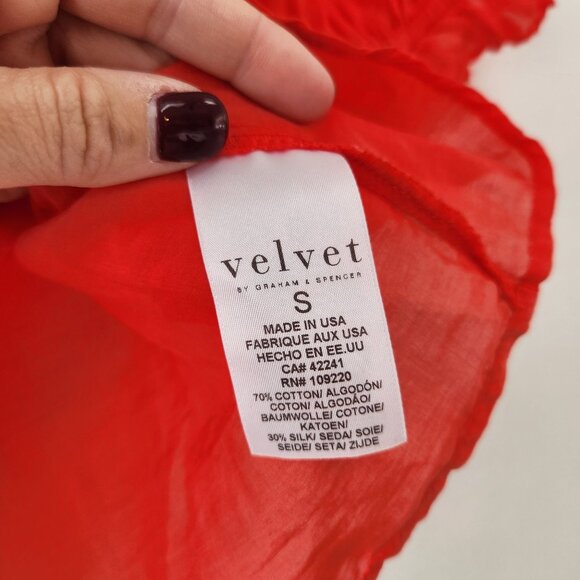 velvet
BY GRAHAM & SPENCER
S
MADE IN USA
FABRIQUE AUX USA
HECHO EN EE.UU
CA# 42241
RN# 109220
70% COTTON/ ALGODÓN/
COTON/ ALGODÃO/
BAUMWOLLE/ COTONE/
KATOEN/
30% SILK/ SEDA/ SOIE/
SEIDE/ SETA/ ZIJDE